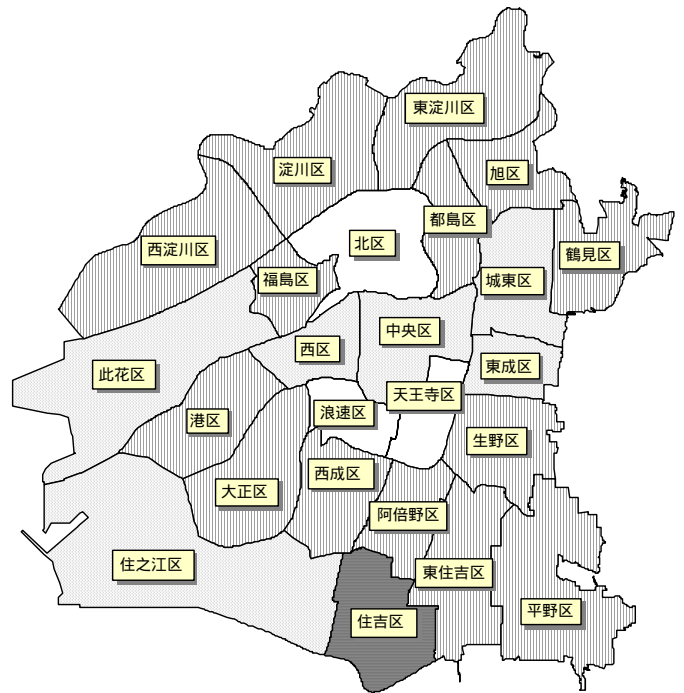 東淀川区
淀川区
旭区
都島区
北区
西淀川区
鶴見区
福島区
城東区
中央区
西区
東成区
此花区
天王寺区
浪速区
港区
生野区
西成区
大正区
阿倍野区
住之江区
東住吉区
平野区
住吉区